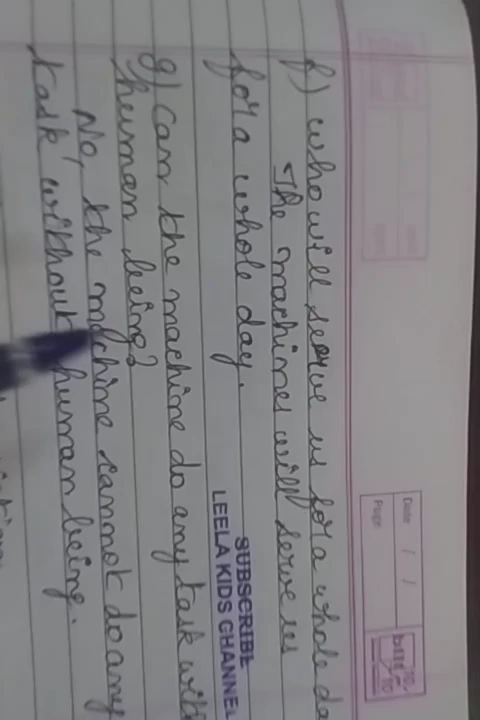 Date / /
Page
f) who will serve us for a whole da
The machines will serve us
for a whole day.
g) Can the machine do any task with
human being?
No, the machine cannot do any
task without human being.
SUBSCRIBE
LEELA KIDS CHANNEL